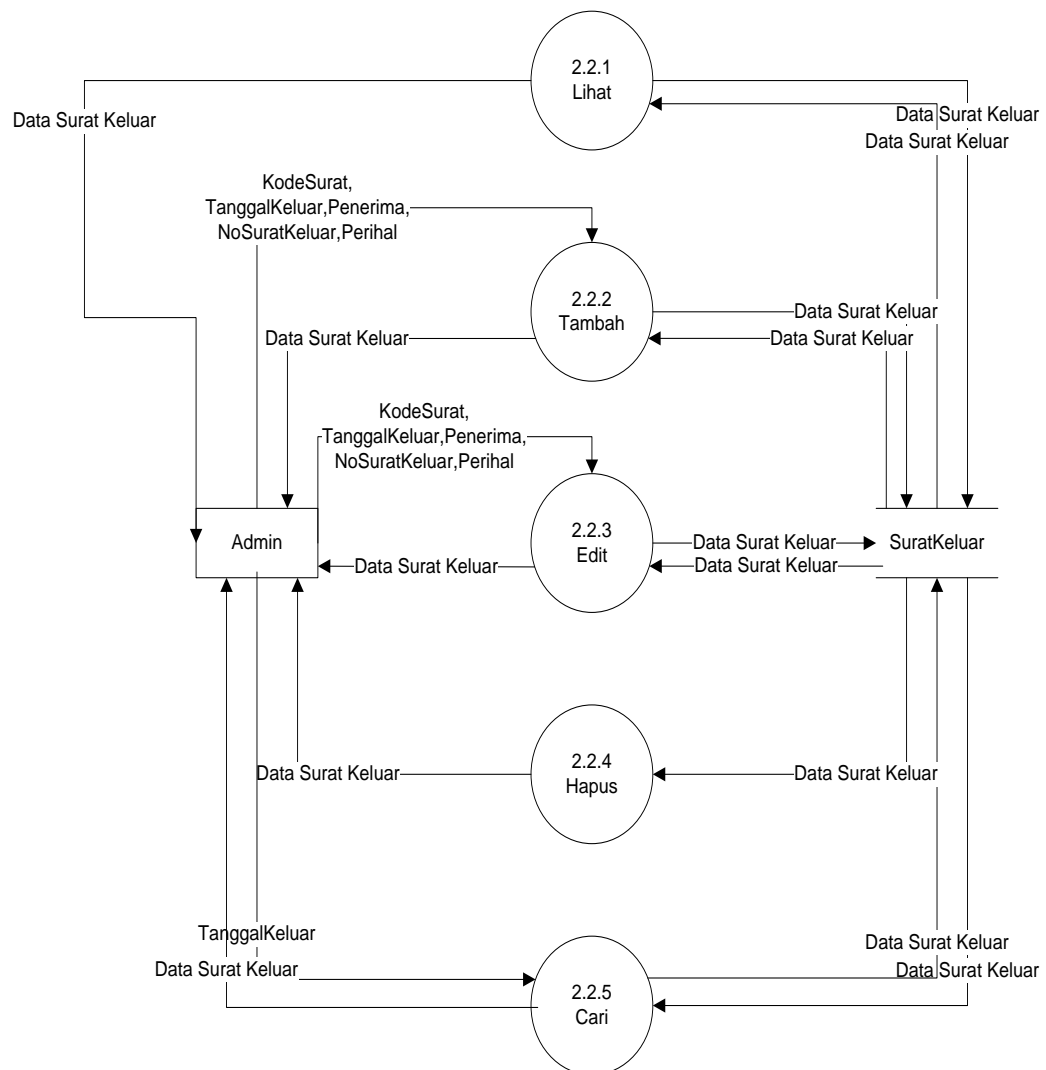 2.2.1
Lihat
Data Surat Keluar
Data Surat Keluar
Data Surat Keluar
KodeSurat,
TanggalKeluar,Penerima,
NoSuratKeluar,Perihal
2.2.2
Tambah
Data Surat Keluar
Data Surat Keluar
Data Surat Keluar
KodeSurat,
TanggalKeluar,Penerima,
NoSuratKeluar,Perihal
Admin
2.2.3
Edit
Data Surat Keluar
SuratKeluar
Data Surat Keluar
Data Surat Keluar
2.2.4
Hapus
Data Surat Keluar
Data Surat Keluar
TanggalKeluar
Data Surat Keluar
Data Surat Keluar
Data Surat Keluar
2.2.5
Cari